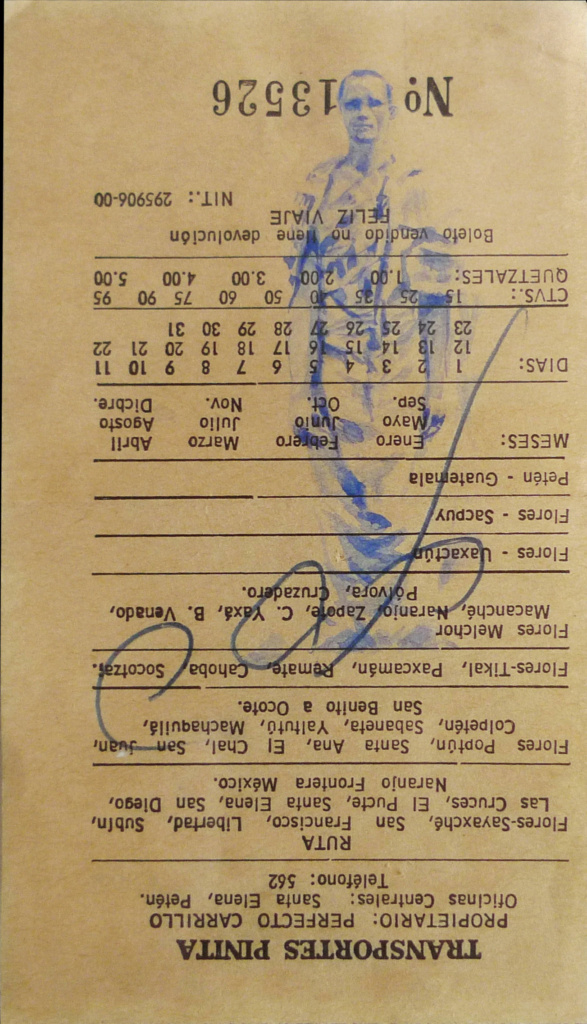 TRANSPORTES PINITA
PROPIETARIO: PERFECTO CARRILLO
Oficinas Centrales: Santa Elena, Petén.
Teléfono: 562
RUTA
Flores-Sayaxché, San Francisco, Libertad, Subín,
Las Cruces, El Pucte, Santa Elena, San Diego,
Naranjo Frontera México.
Flores Poptún, Santa Ana, El Chal, San Juan,
Colpetén, Sabaneta, Yaltutú, Machaquilá,
San Benito a Ocote.
Flores-Tikal, Paxcamán, Remate, Cahoba, Socotzal.
Flores Melchor
Macanché, Naranjo, Zapote, C. Yaxá, B. Venado,
Pólvora, Cruzadero.
Flores - Uaxactún
Flores - Sacpuy
Petén - Guatemala
MESES: Enero Febrero Marzo Abril
Mayo Junio Julio Agosto
Sep. Oct. Nov. Dicbre.
DIAS: 1 2 3 4 5 6 7 8 9 10 11
12 13 14 15 16 17 18 19 20 21 22
23 24 25 26 27 28 29 30 31
CTVS.: 15 25 35 40 50 60 75 90 95
QUETZALES: 1.00 2.00 3.00 4.00 5.00
Boleto vendido no tiene devolución
FELIZ VIAJE
NIT.: 295906-00
Nº 13526